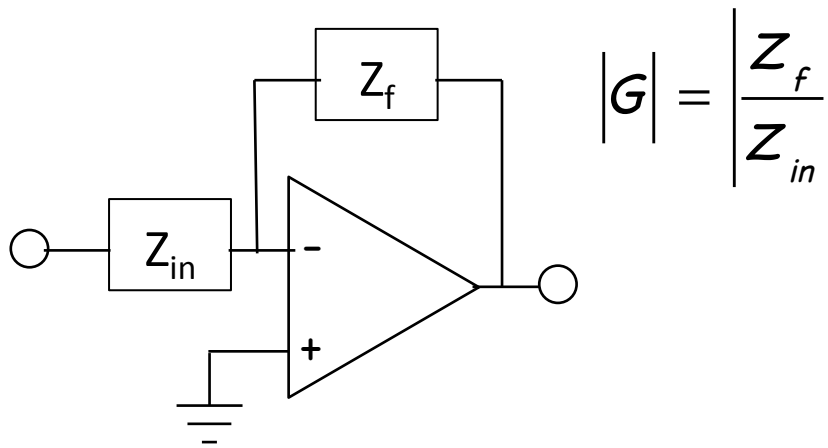 Z_f
|G| = |Z_f / Z_in
Z_in
-
+